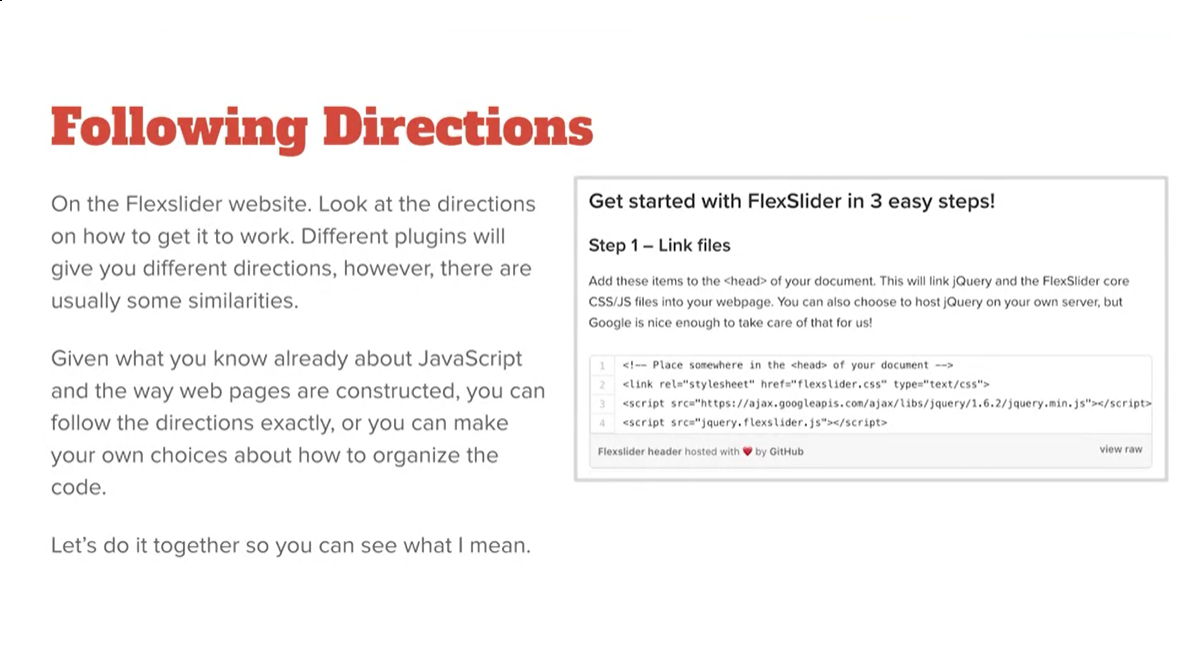 Following Directions
On the Flexslider website. Look at the directions
on how to get it to work. Different plugins will
give you different directions, however, there are
usually some similarities.
Given what you know already about JavaScript
and the way web pages are constructed, you can
follow the directions exactly, or you can make
your own choices about how to organize the
code.
Let's do it together so you can see what I mean.
Get started with FlexSlider in 3 easy steps!
Step 1 – Link files
Add these items to the <head> of your document. This will link jQuery and the FlexSlider core
CSS/JS files into your webpage. You can also choose to host jQuery on your own server, but
Google is nice enough to take care of that for us!
1 <!-- Place somewhere in the <head> of your document -->
2 <link rel="stylesheet" href="flexslider.css" type="text/css">
3 <script src="https://ajax.googleapis.com/ajax/libs/jquery/1.6.2/jquery.min.js"></script>
4 <script src="jquery.flexslider.js"></script>
Flexslider header hosted with ❤ by GitHub view raw